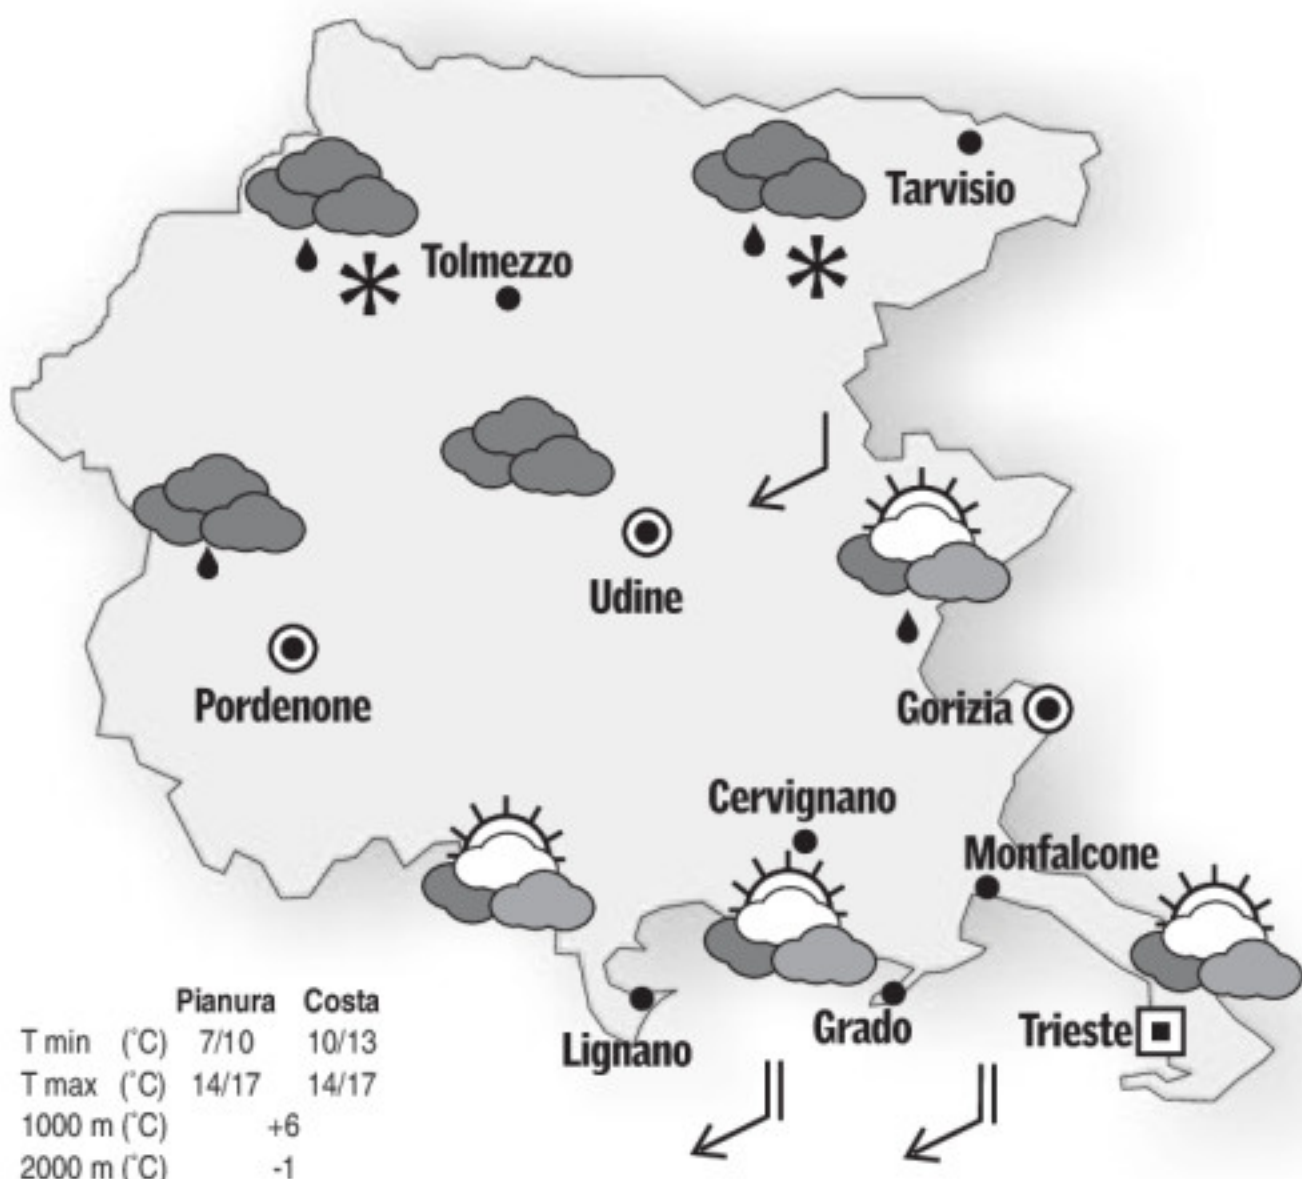 Tarvisio
Tolmezzo
Udine
Pordenone
Gorizia
Cervignano
Monfalcone
Grado
Trieste
Lignano
Pianura Costa
T min (°C) 7/10 10/13
T max (°C) 14/17 14/17
1000 m (°C) +6
2000 m (°C) -1